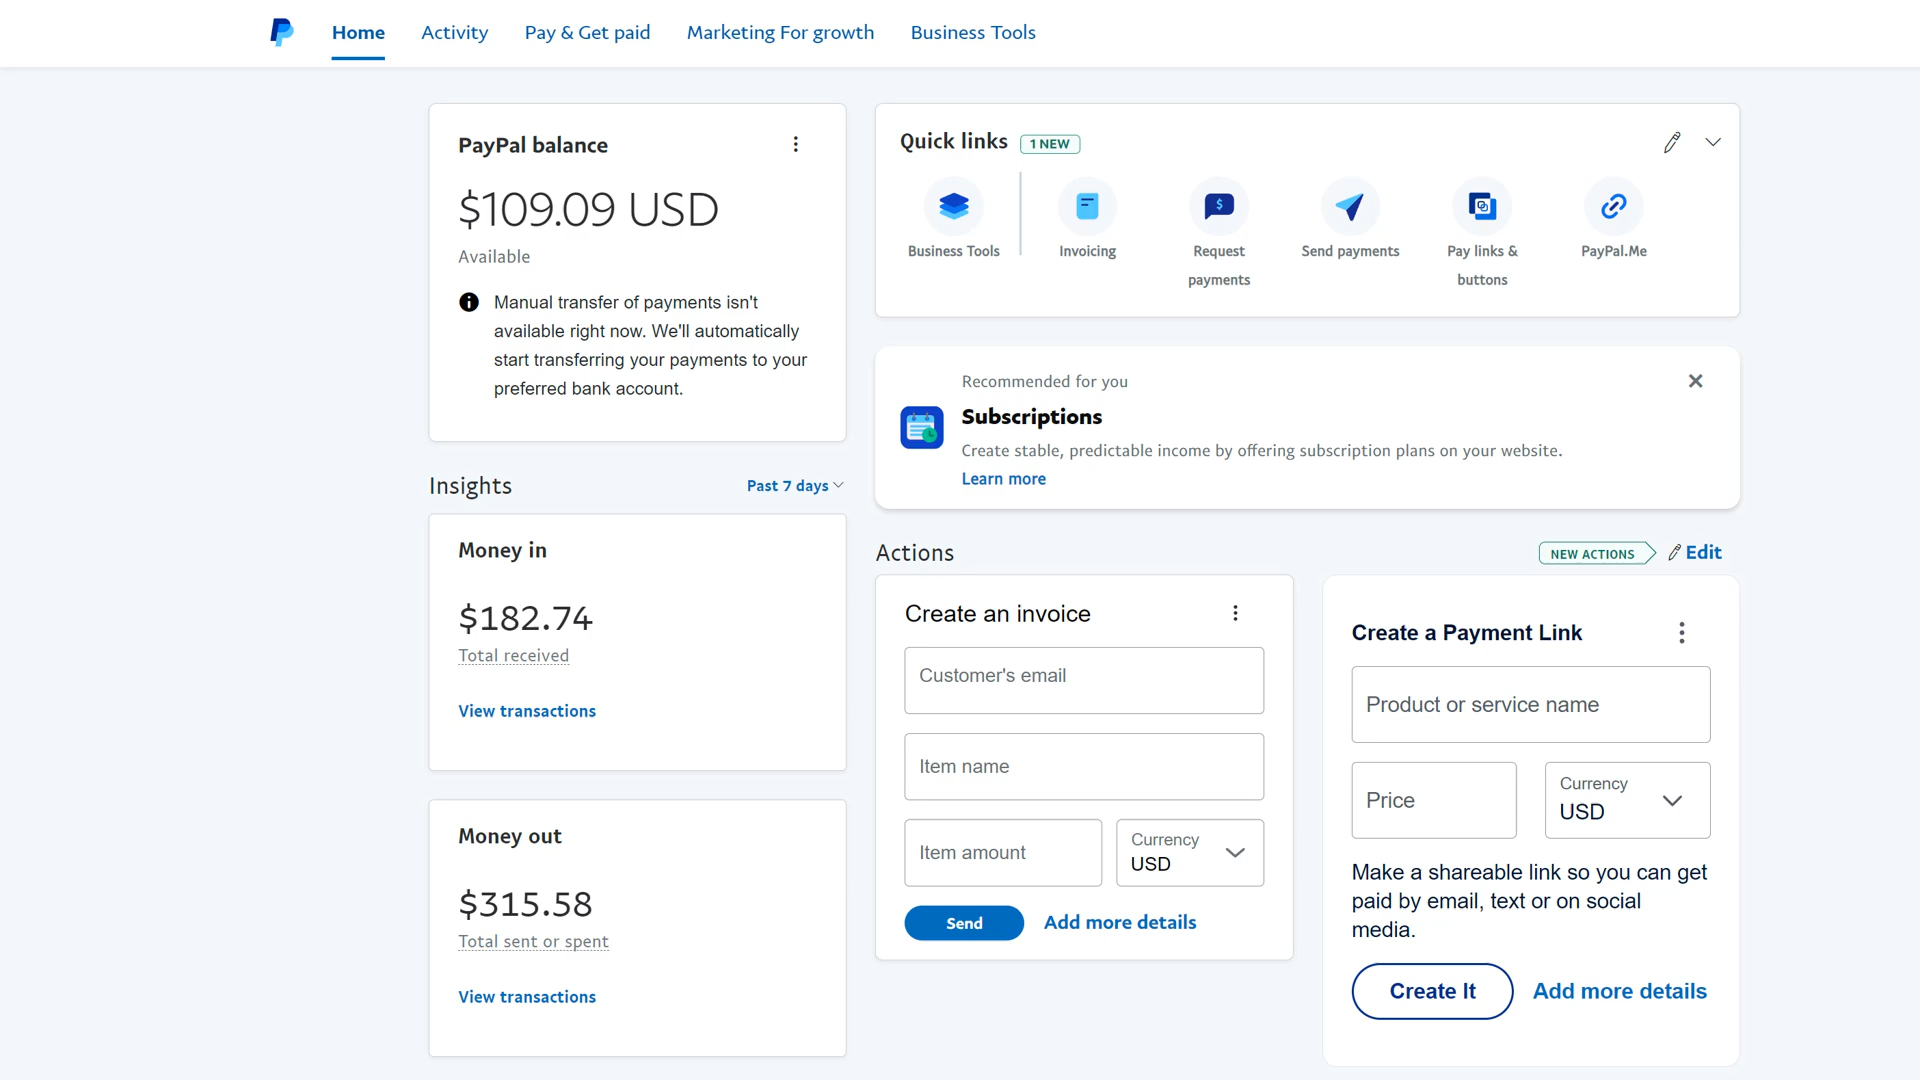 Home
Activity
Pay & Get paid
Marketing For growth
Business Tools
PayPal balance
$109.09 USD
Available
Manual transfer of payments isn't
available right now. We'll automatically
start transferring your payments to your
preferred bank account.
Insights
Past 7 days
Money in
$182.74
Total received
View transactions
Money out
$315.58
Total sent or spent
View transactions
Quick links
1 NEW
Business Tools
Invoicing
Request
payments
Send payments
Pay links &
buttons
PayPal.Me
Recommended for you
Subscriptions
Create stable, predictable income by offering subscription plans on your website.
Learn more
Actions
NEW ACTIONS
Edit
Create an invoice
Customer's email
Item name
Item amount
Currency
USD
Send
Add more details
Create a Payment Link
Product or service name
Price
Currency
USD
Make a shareable link so you can get
paid by email, text or on social
media.
Create It
Add more details